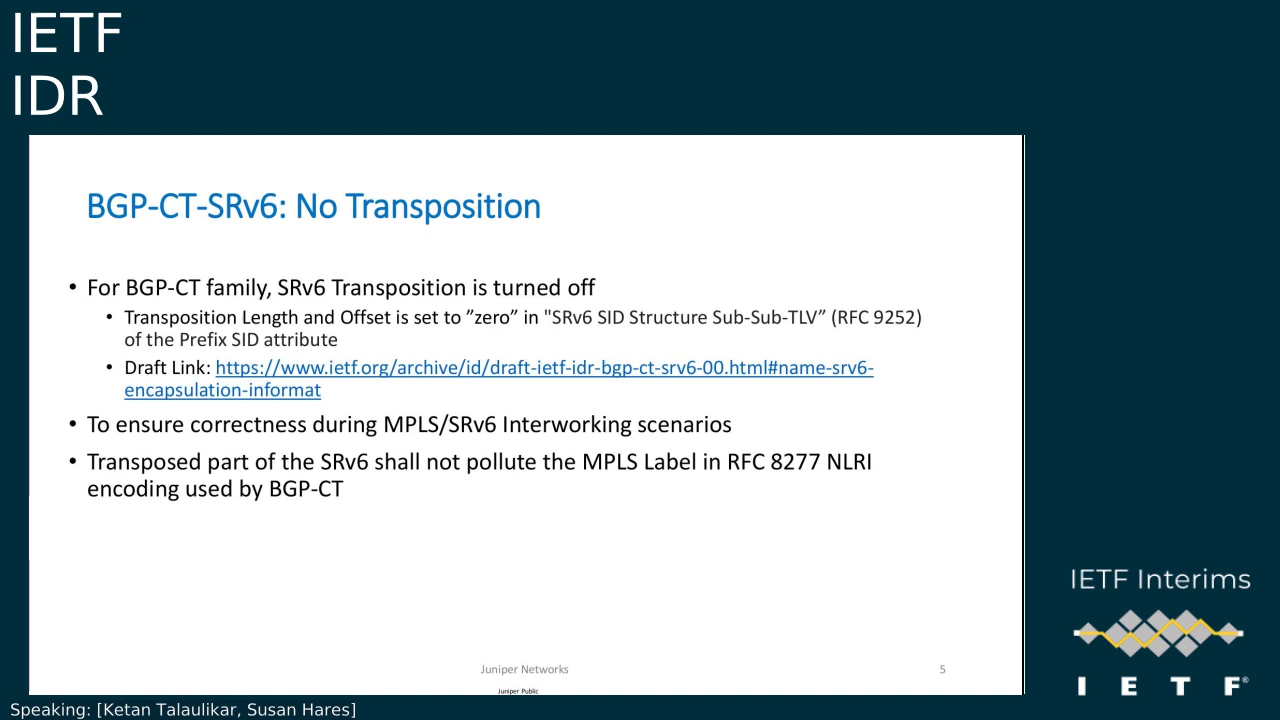 IETF
IDR
BGP-CT-SRv6: No Transposition
• For BGP-CT family, SRv6 Transposition is turned off
• Transposition Length and Offset is set to ”zero” in "SRv6 SID Structure Sub-Sub-TLV” (RFC 9252)
of the Prefix SID attribute
• Draft Link: https://www.ietf.org/archive/id/draft-ietf-idr-bgp-ct-srv6-00.html#name-srv6-
encapsulation-informat
• To ensure correctness during MPLS/SRv6 Interworking scenarios
• Transposed part of the SRv6 shall not pollute the MPLS Label in RFC 8277 NLRI
encoding used by BGP-CT
Juniper Networks
5
Juniper Public
IETF Interims
I E T F®
Speaking: [Ketan Talaulikar, Susan Hares]